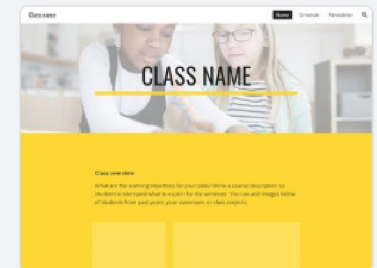 Class name
Home Schedule Newsletter
CLASS NAME
Class overview
What are the learning objectives for your class? Write a course description to
students understand what to expect for the semester. You can add images below
of students from past years, your classroom, or class projects.